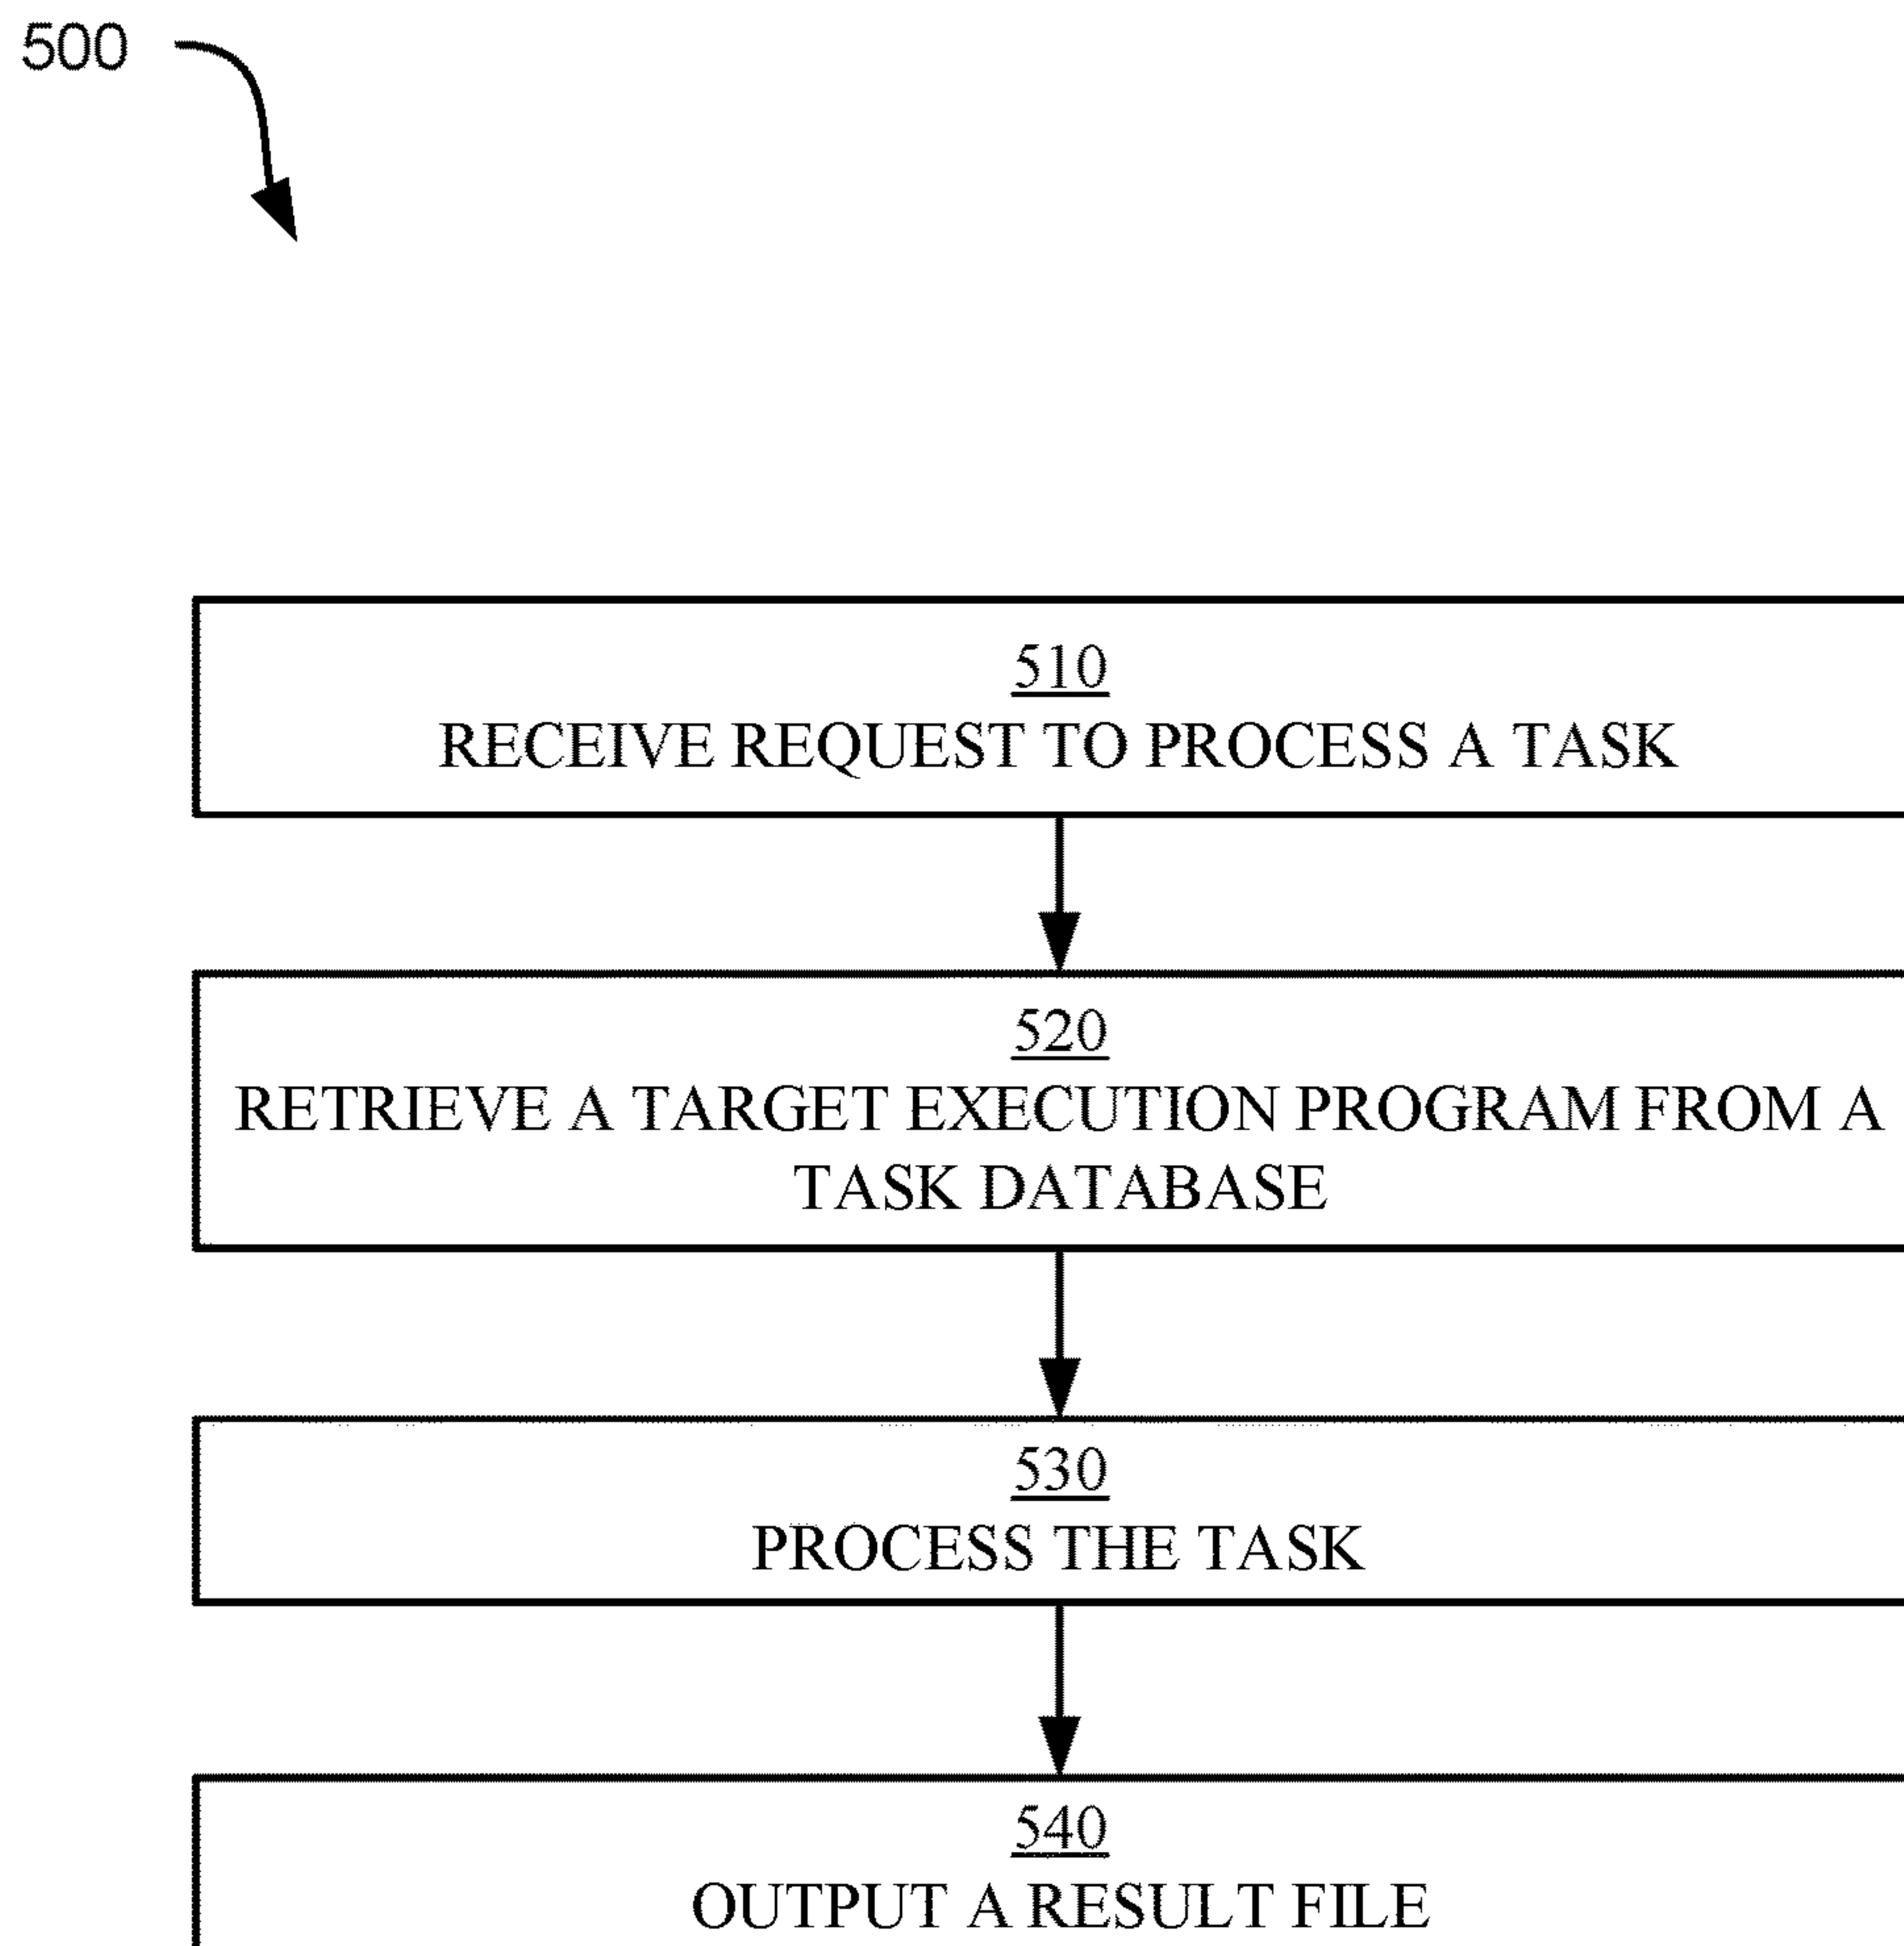 500
510
RECEIVE REQUEST TO PROCESS A TASK
520
RETRIEVE A TARGET EXECUTION PROGRAM FROM A
TASK DATABASE
530
PROCESS THE TASK
540
OUTPUT A RESULT FILE